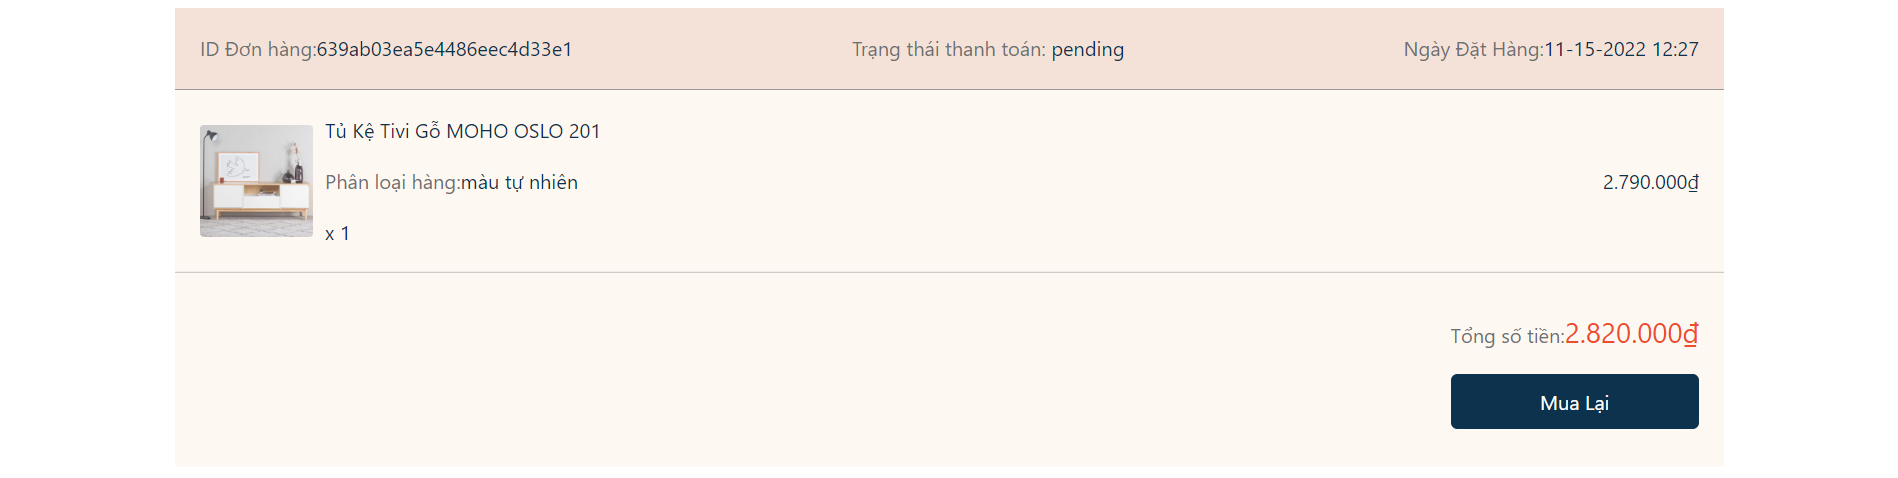 ID Đơn hàng:639ab03ea5e4486eec4d33e1 Trạng thái thanh toán: pending Ngày Đặt Hàng:11-15-2022 12:27
Tủ Kệ Tivi Gỗ MOHO OSLO 201
Phân loại hàng:màu tự nhiên 2.790.000₫
x 1
Tổng số tiền:2.820.000₫
Mua Lại